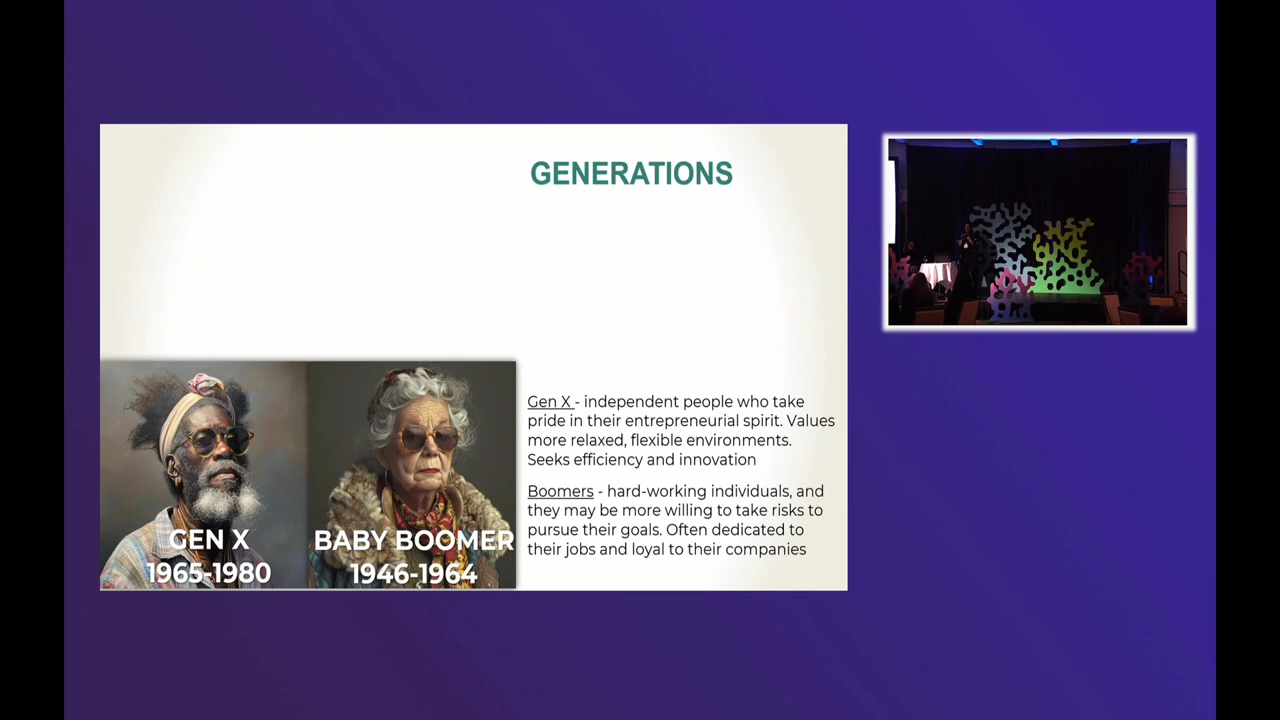 GENERATIONS
GEN X
1965-1980
BABY BOOMER
1946-1964
Gen X - independent people who take
pride in their entrepreneurial spirit. Values
more relaxed, flexible environments.
Seeks efficiency and innovation
Boomers - hard-working individuals, and
they may be more willing to take risks to
pursue their goals. Often dedicated to
their jobs and loyal to their companies